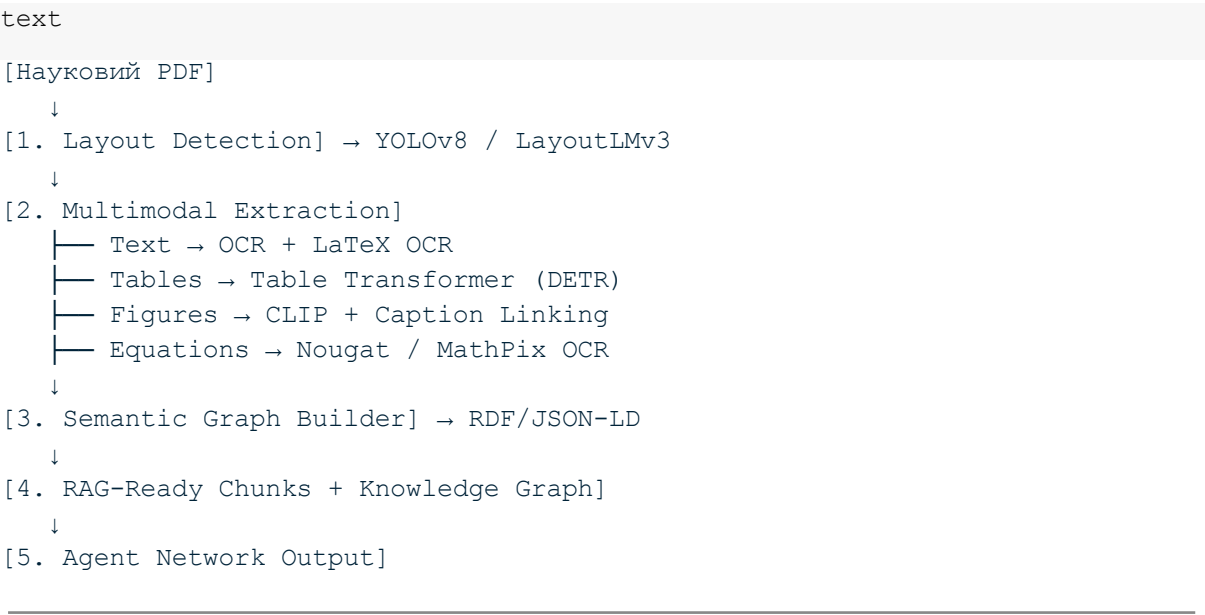 text
[Науковий PDF]
↓
[1. Layout Detection] → YOLOv8 / LayoutLMv3
↓
[2. Multimodal Extraction]
├── Text → OCR + LaTeX OCR
├── Tables → Table Transformer (DETR)
├── Figures → CLIP + Caption Linking
├── Equations → Nougat / MathPix OCR
↓
[3. Semantic Graph Builder] → RDF/JSON-LD
↓
[4. RAG-Ready Chunks + Knowledge Graph]
↓
[5. Agent Network Output]